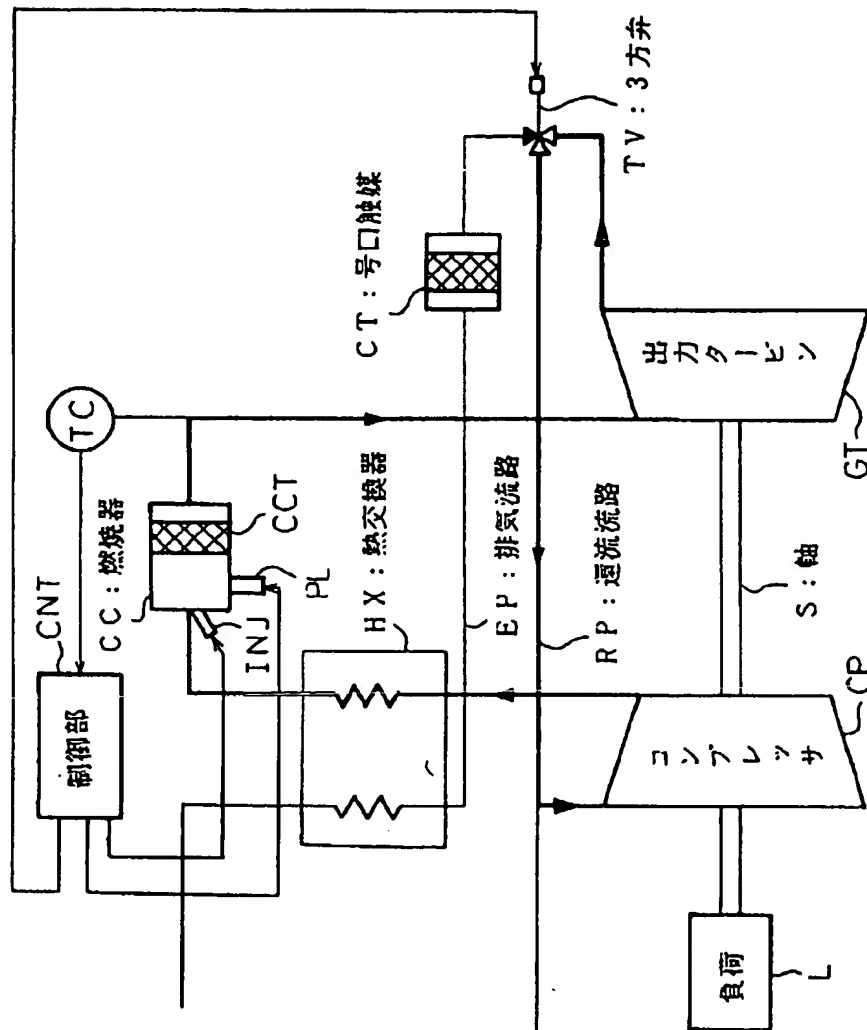 制御部
CNT
TC
CC：燃焼器
CCT
PL
INJ
HX：熱交換器
CT：号口触媒
TV：3方弁
EP：排気流路
RP：還流流路
S：軸
出力タービン
GT
コンプレッサ
CP
負荷
L